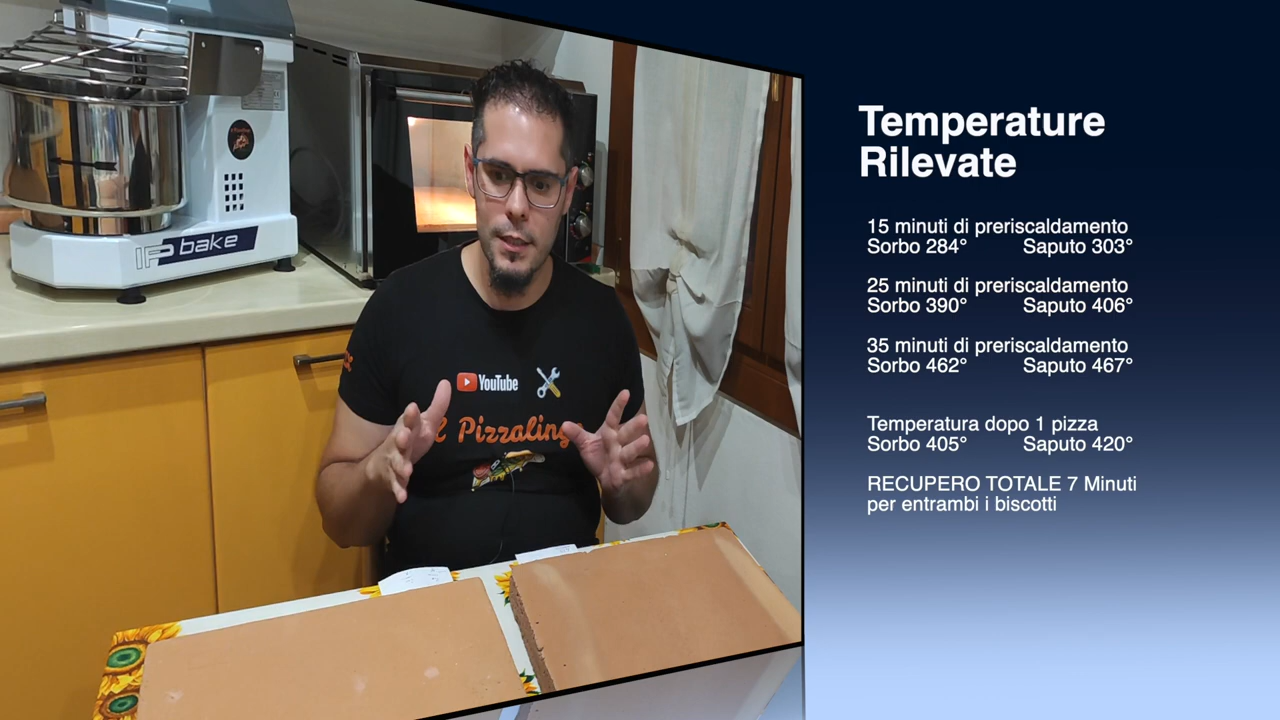 Temperature
Rilevate
15 minuti di preriscaldamento
Sorbo 284° Saputo 303°
25 minuti di preriscaldamento
Sorbo 390° Saputo 406°
35 minuti di preriscaldamento
Sorbo 462° Saputo 467°
Temperatura dopo 1 pizza
Sorbo 405° Saputo 420°
RECUPERO TOTALE 7 Minuti
per entrambi i biscotti
IP bake
YouTube
Il Pizzalingo